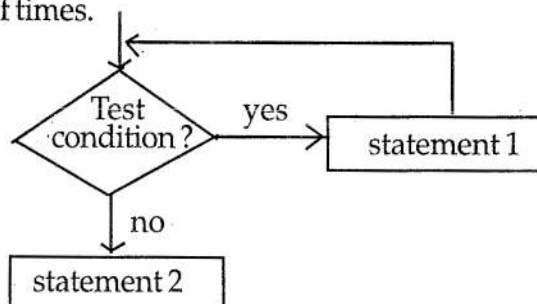 f times.
Test
condition?
yes
statement 1
no
statement 2